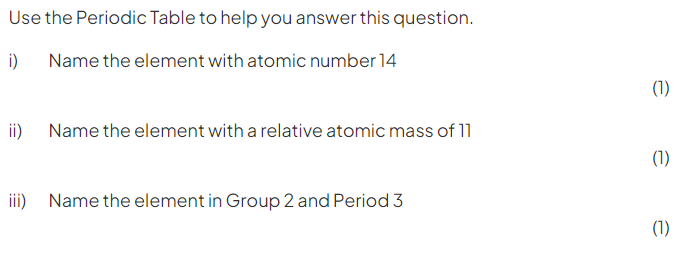 Use the Periodic Table to help you answer this question.
i) Name the element with atomic number 14
(1)
ii) Name the element with a relative atomic mass of 11
(1)
iii) Name the element in Group 2 and Period 3
(1)